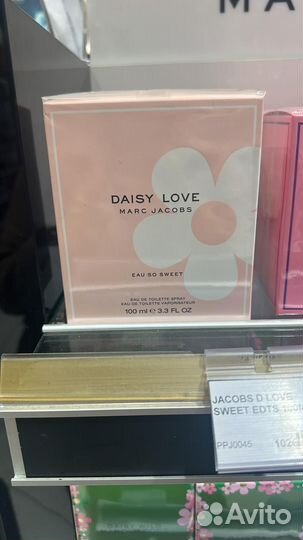 MA
DAISY LOVE
MARC JACOBS
EAU SO SWEET
EAU DE TOILETTE SPRAY
EAU DE TOILETTE VAPORISATEUR
100 ml ℮ 3.3 FL OZ
JACOBS D LOVE
SWEET EDTS
PPJ0045
Avito